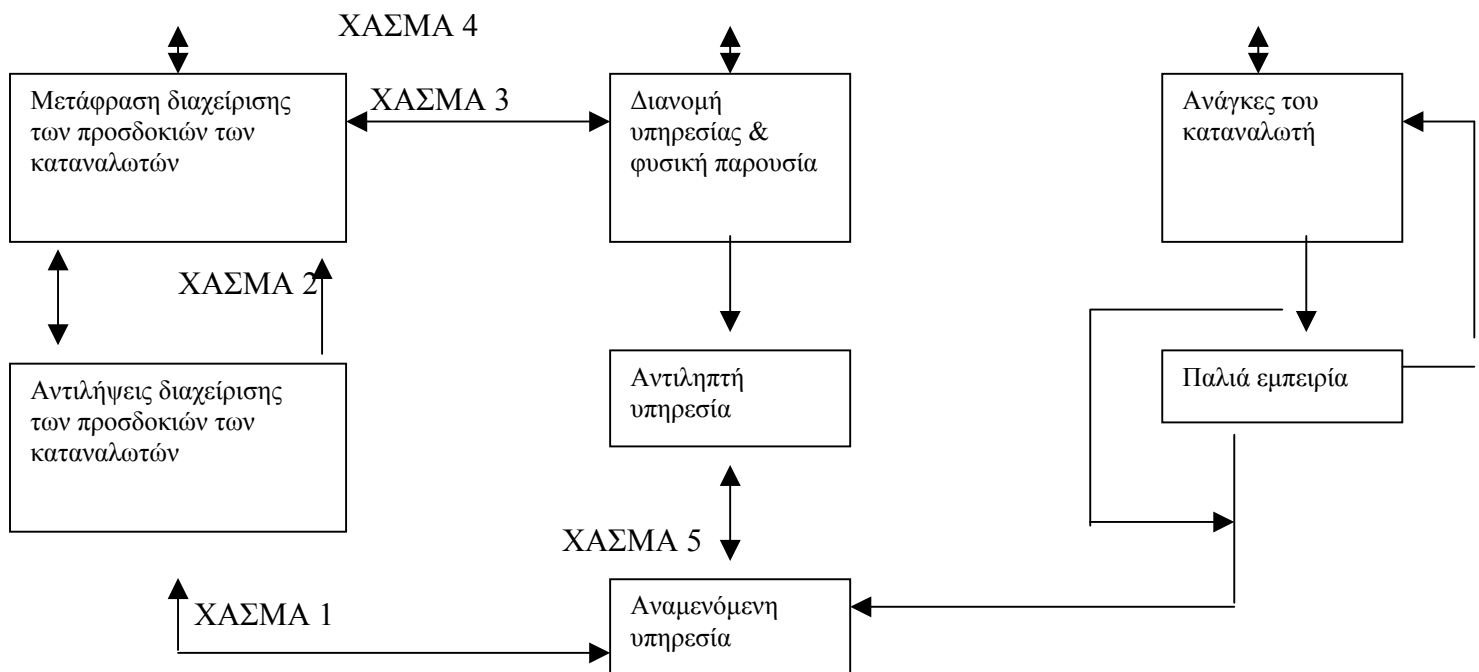 ΧΑΣΜΑ 4
Μετάφραση διαχείρισης
των προσδοκιών των
καταναλωτών
ΧΑΣΜΑ 3
Διανομή
υπηρεσίας &
φυσική παρουσία
Ανάγκες του
καταναλωτή
ΧΑΣΜΑ 2
Αντιλήψεις διαχείρισης
των προσδοκιών των
καταναλωτών
Αντιληπτή
υπηρεσία
Παλιά εμπειρία
ΧΑΣΜΑ 5
ΧΑΣΜΑ 1
Αναμενόμενη
υπηρεσία